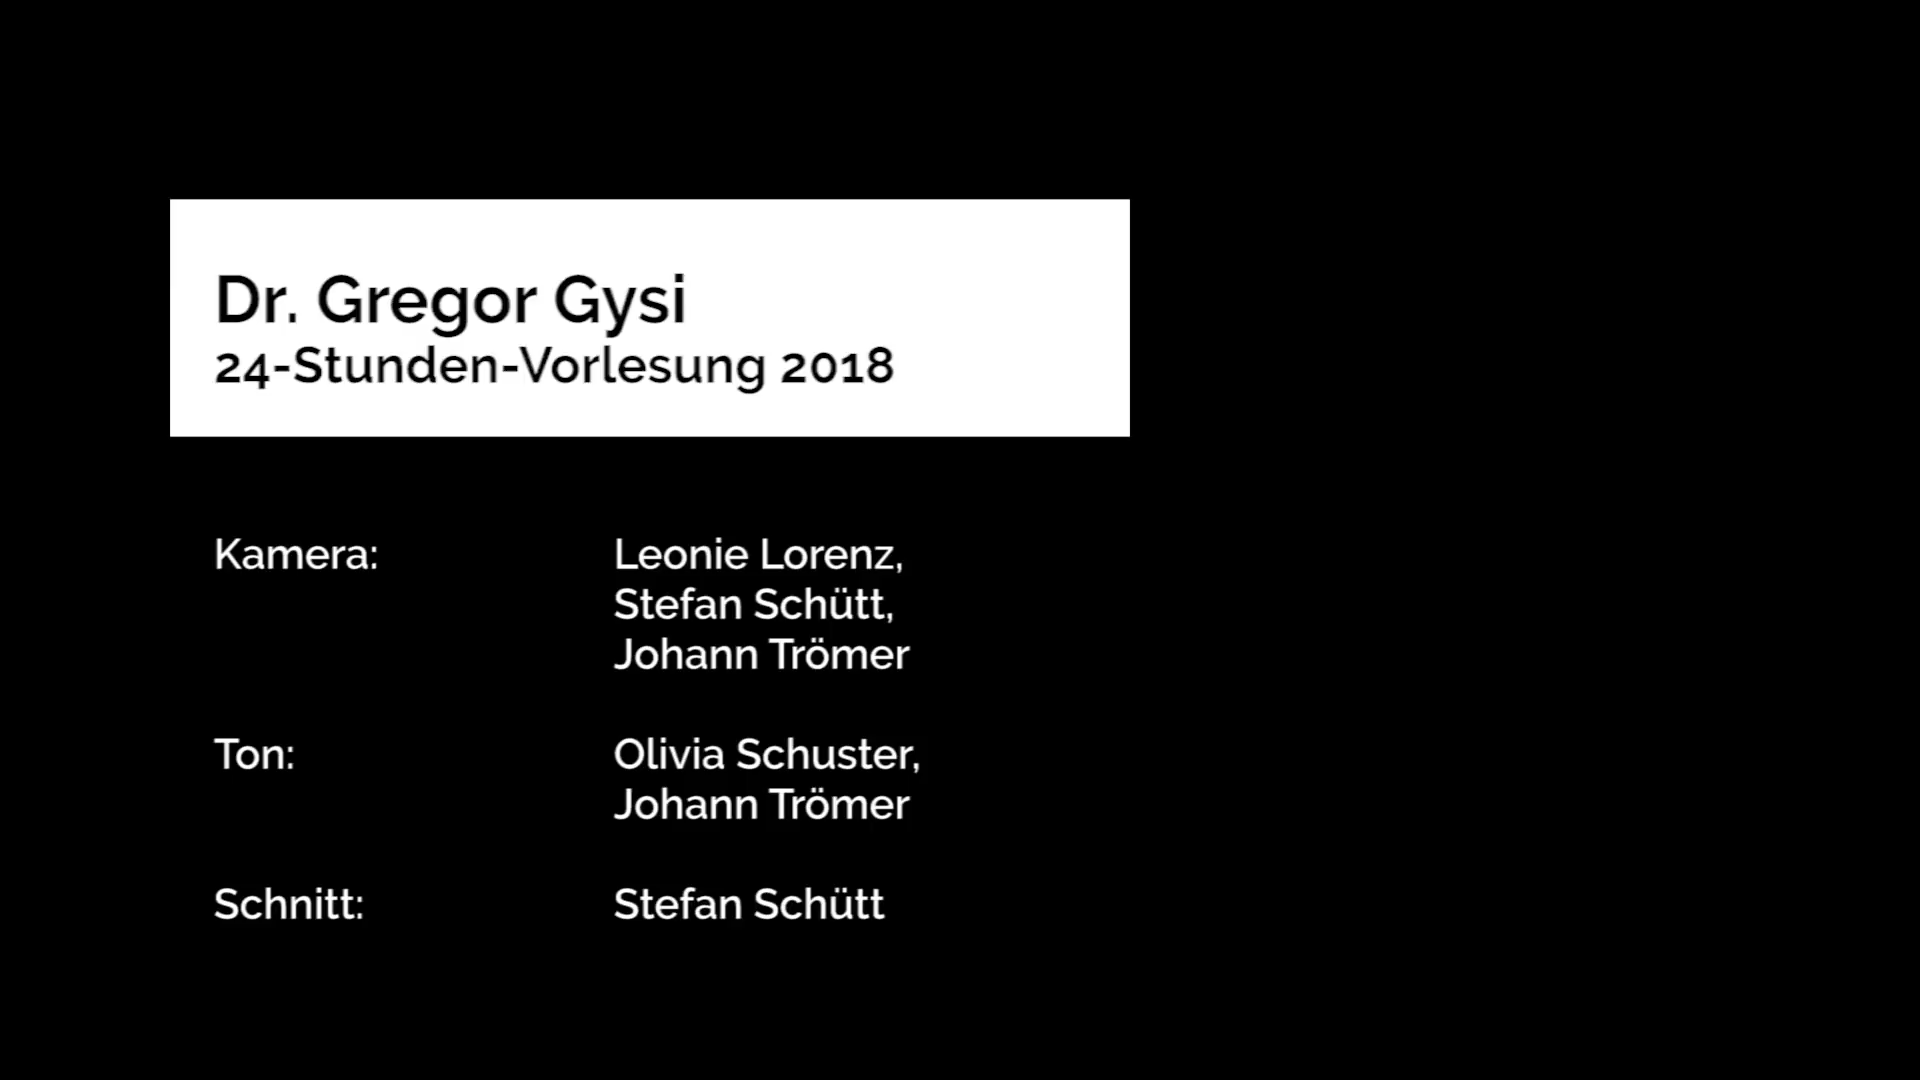 Dr. Gregor Gysi
24-Stunden-Vorlesung 2018
Kamera: Leonie Lorenz,
Stefan Schütt,
Johann Trömer
Ton: Olivia Schuster,
Johann Trömer
Schnitt: Stefan Schütt